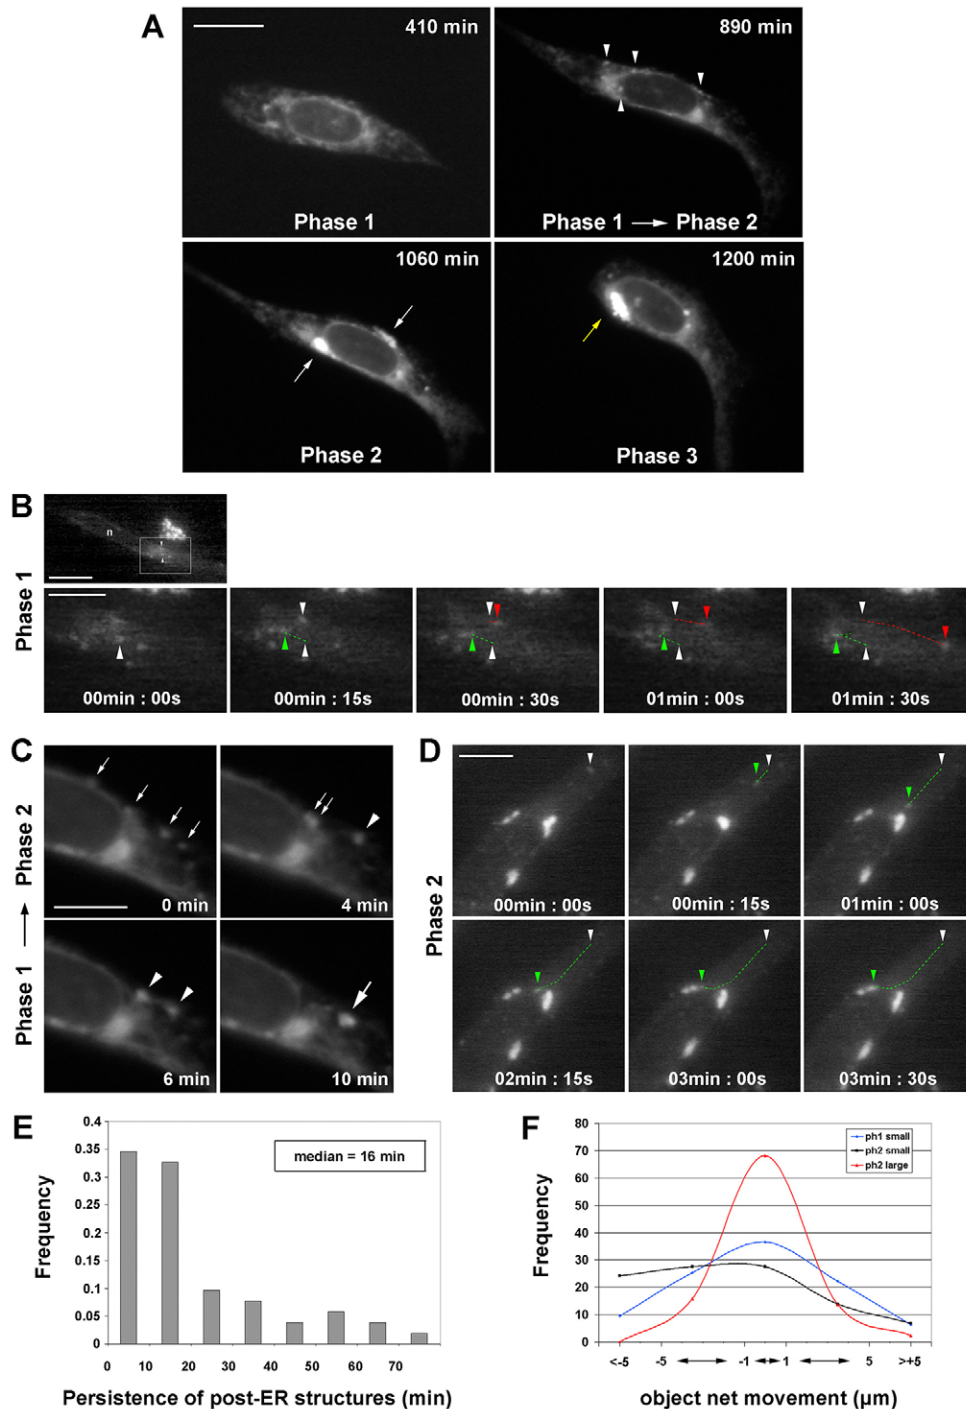 A
410 min
890 min
Phase 1
Phase 1 → Phase 2
1060 min
1200 min
Phase 2
Phase 3
B
Phase 1
n
00min : 00s
00min : 15s
00min : 30s
01min : 00s
01min : 30s
C
Phase 1 → Phase 2
0 min
4 min
6 min
10 min
D
Phase 2
00min : 00s
00min : 15s
01min : 00s
02min : 15s
03min : 00s
03min : 30s
E
Frequency
0.4
0.35
0.3
0.25
0.2
0.15
0.1
0.05
0
median = 16 min
0 10 20 30 40 50 60 70
Persistence of post-ER structures (min)
F
Frequency
80
70
60
50
40
30
20
10
0
ph1 small
ph2 small
ph2 large
<-5 -5 -1 1 5 >+5
object net movement (µm)